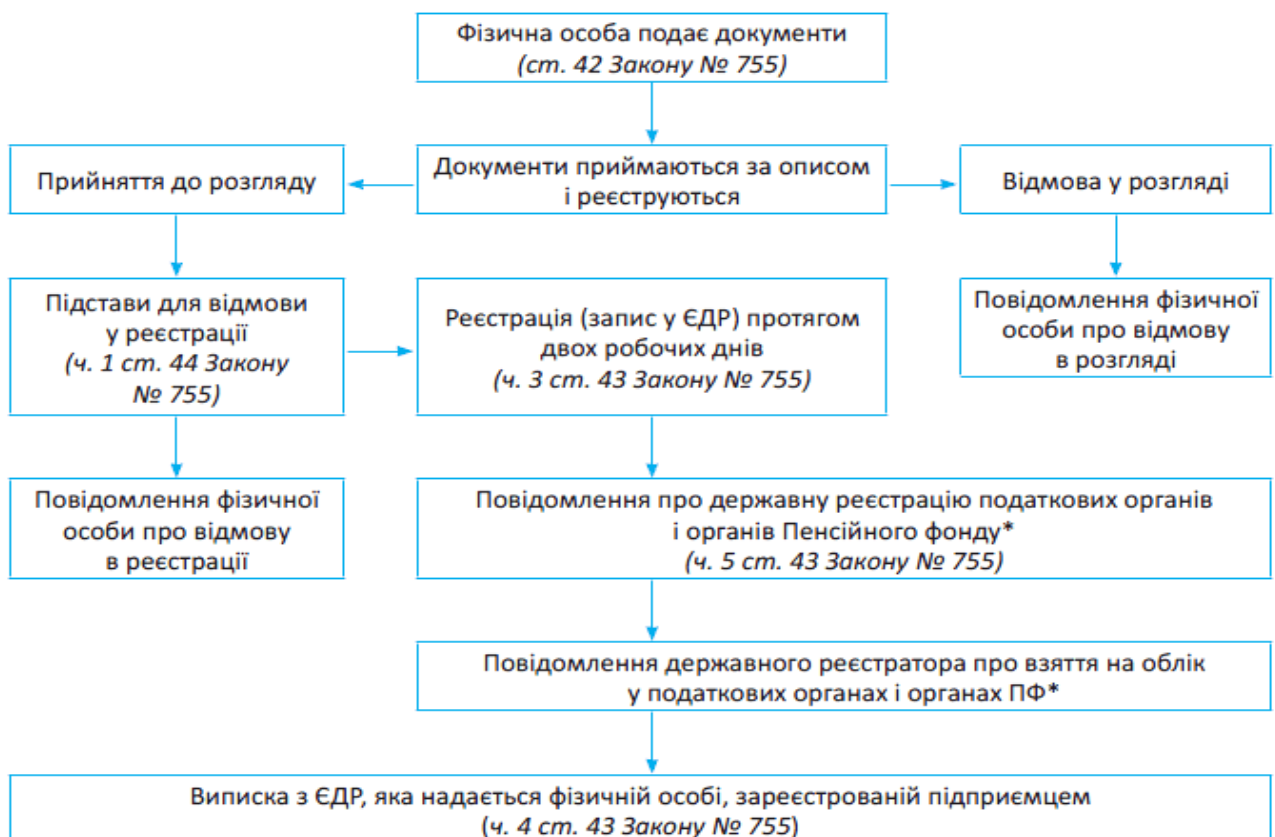 Фізична особа подає документи
(ст. 42 Закону № 755)
Прийняття до розгляду
Документи приймаються за описом
і реєструються
Відмова у розгляді
Підстави для відмови
у реєстрації
(ч. 1 ст. 44 Закону
№ 755)
Реєстрація (запис у ЄДР) протягом
двох робочих днів
(ч. 3 ст. 43 Закону № 755)
Повідомлення фізичної
особи про відмову
в розгляді
Повідомлення фізичної
особи про відмову
в реєстрації
Повідомлення про державну реєстрацію податкових органів
і органів Пенсійного фонду*
(ч. 5 ст. 43 Закону № 755)
Повідомлення державного реєстратора про взяття на облік
у податкових органах і органах ПФ*
Виписка з ЄДР, яка надається фізичній особі, зареєстрованій підприємцем
(ч. 4 ст. 43 Закону № 755)